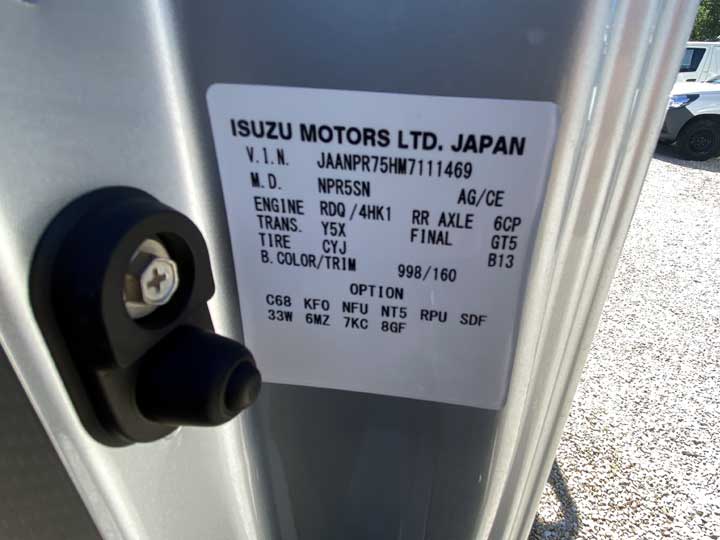 ISUZU MOTORS LTD. JAPAN
V.I.N. JAANPR75HM7111469
M.D. NPR5SN AG/CE
ENGINE RDQ/4HK1 RR AXLE 6CP
TRANS. Y5X FINAL GT5
TIRE CYJ B13
B.COLOR/TRIM 998/160
OPTION
C68 KF0 NFU NT5 RPU SDF
33W 6MZ 7KC 8GF